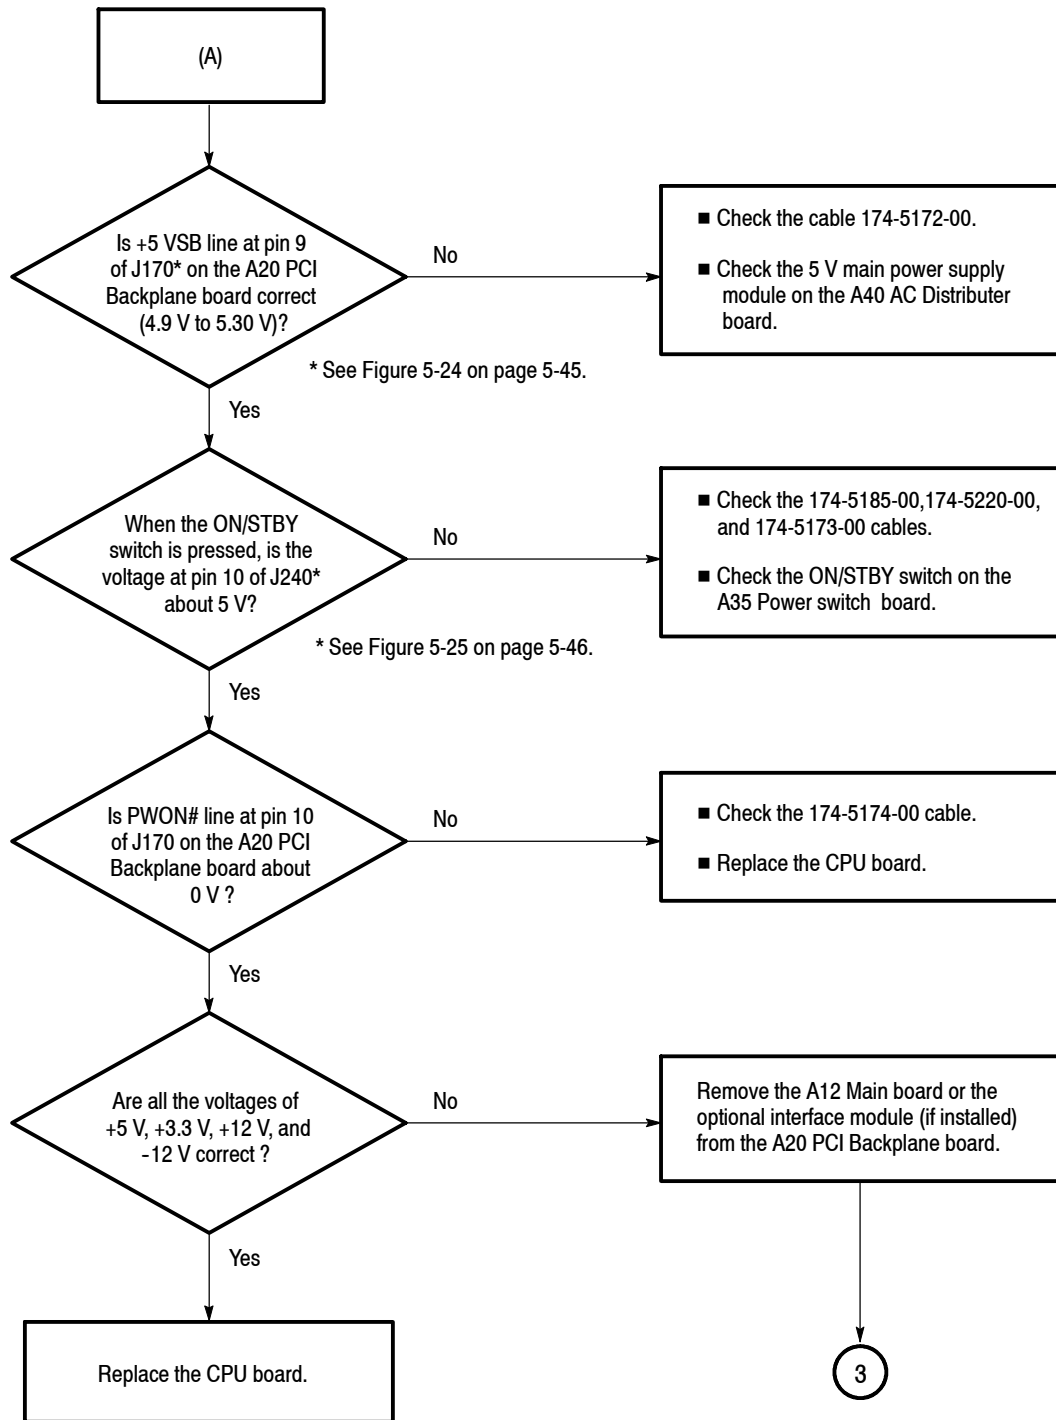 (A)
Is +5 VSB line at pin 9
of J170* on the A20 PCI
Backplane board correct
(4.9 V to 5.30 V)?
No
■ Check the cable 174-5172-00.
■ Check the 5 V main power supply
module on the A40 AC Distributer
board.
* See Figure 5-24 on page 5-45.
Yes
When the ON/STBY
switch is pressed, is the
voltage at pin 10 of J240*
about 5 V?
No
■ Check the 174-5185-00,174-5220-00,
and 174-5173-00 cables.
■ Check the ON/STBY switch on the
A35 Power switch board.
* See Figure 5-25 on page 5-46.
Yes
Is PWON# line at pin 10
of J170 on the A20 PCI
Backplane board about
0 V ?
No
■ Check the 174-5174-00 cable.
■ Replace the CPU board.
Yes
Are all the voltages of
+5 V, +3.3 V, +12 V, and
-12 V correct ?
No
Remove the A12 Main board or the
optional interface module (if installed)
from the A20 PCI Backplane board.
Yes
Replace the CPU board.
3